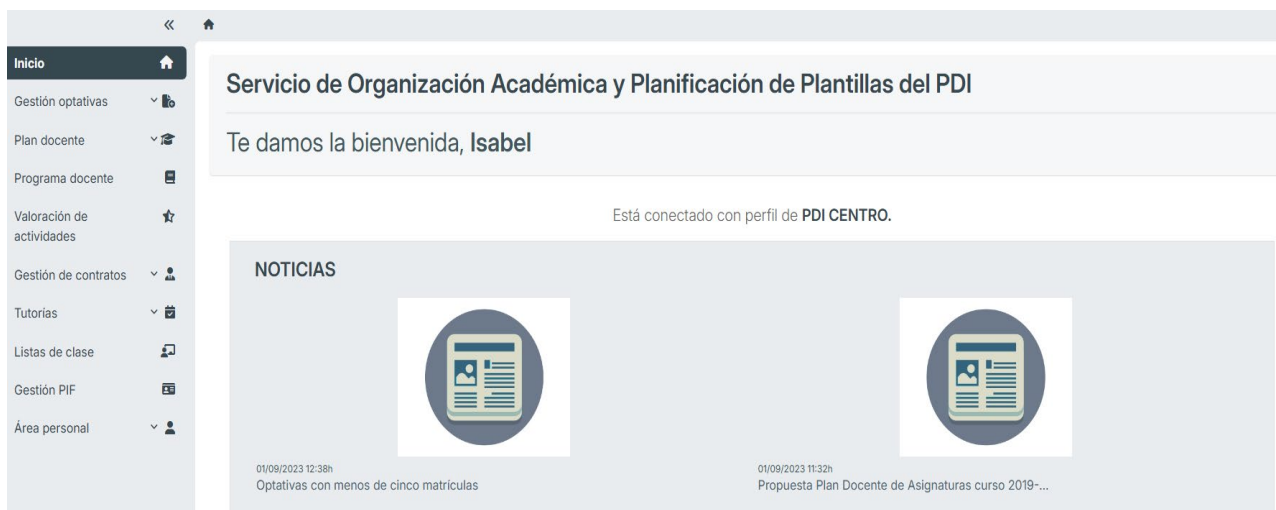 Inicio
Gestión optativas
Plan docente
Programa docente
Valoración de
actividades
Gestión de contratos
Tutorías
Listas de clase
Gestión PIF
Área personal
Servicio de Organización Académica y Planificación de Plantillas del PDI
Te damos la bienvenida, Isabel
Está conectado con perfil de PDI CENTRO.
NOTICIAS
01/09/2023 12:38h
Optativas con menos de cinco matrículas
01/09/2023 11:32h
Propuesta Plan Docente de Asignaturas curso 2019-...